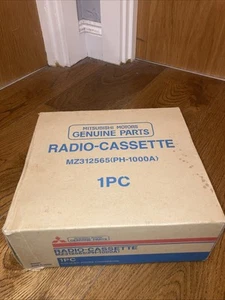 MITSUBISHI MOTORS
GENUINE PARTS
RADIO-CASSETTE
MZ312565(PH-1000A)
1PC
RADIO-CASSETTE
1PC